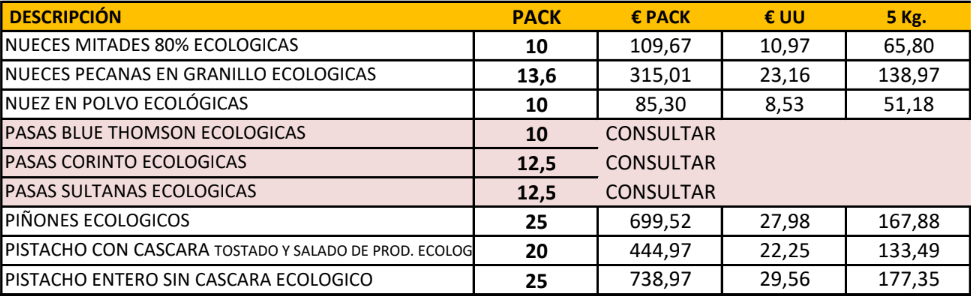 DESCRIPCIÓN PACK € PACK € UU 5 Kg.
NUECES MITADES 80% ECOLOGICAS 10 109,67 10,97 65,80
NUECES PECANAS EN GRANILLO ECOLOGICAS 13,6 315,01 23,16 138,97
NUEZ EN POLVO ECOLÓGICAS 10 85,30 8,53 51,18
PASAS BLUE THOMSON ECOLOGICAS 10 CONSULTAR
PASAS CORINTO ECOLOGICAS 12,5 CONSULTAR
PASAS SULTANAS ECOLOGICAS 12,5 CONSULTAR
PIÑONES ECOLOGICOS 25 699,52 27,98 167,88
PISTACHO CON CASCARA TOSTADO Y SALADO DE PROD. ECOLOG 20 444,97 22,25 133,49
PISTACHO ENTERO SIN CASCARA ECOLOGICO 25 738,97 29,56 177,35